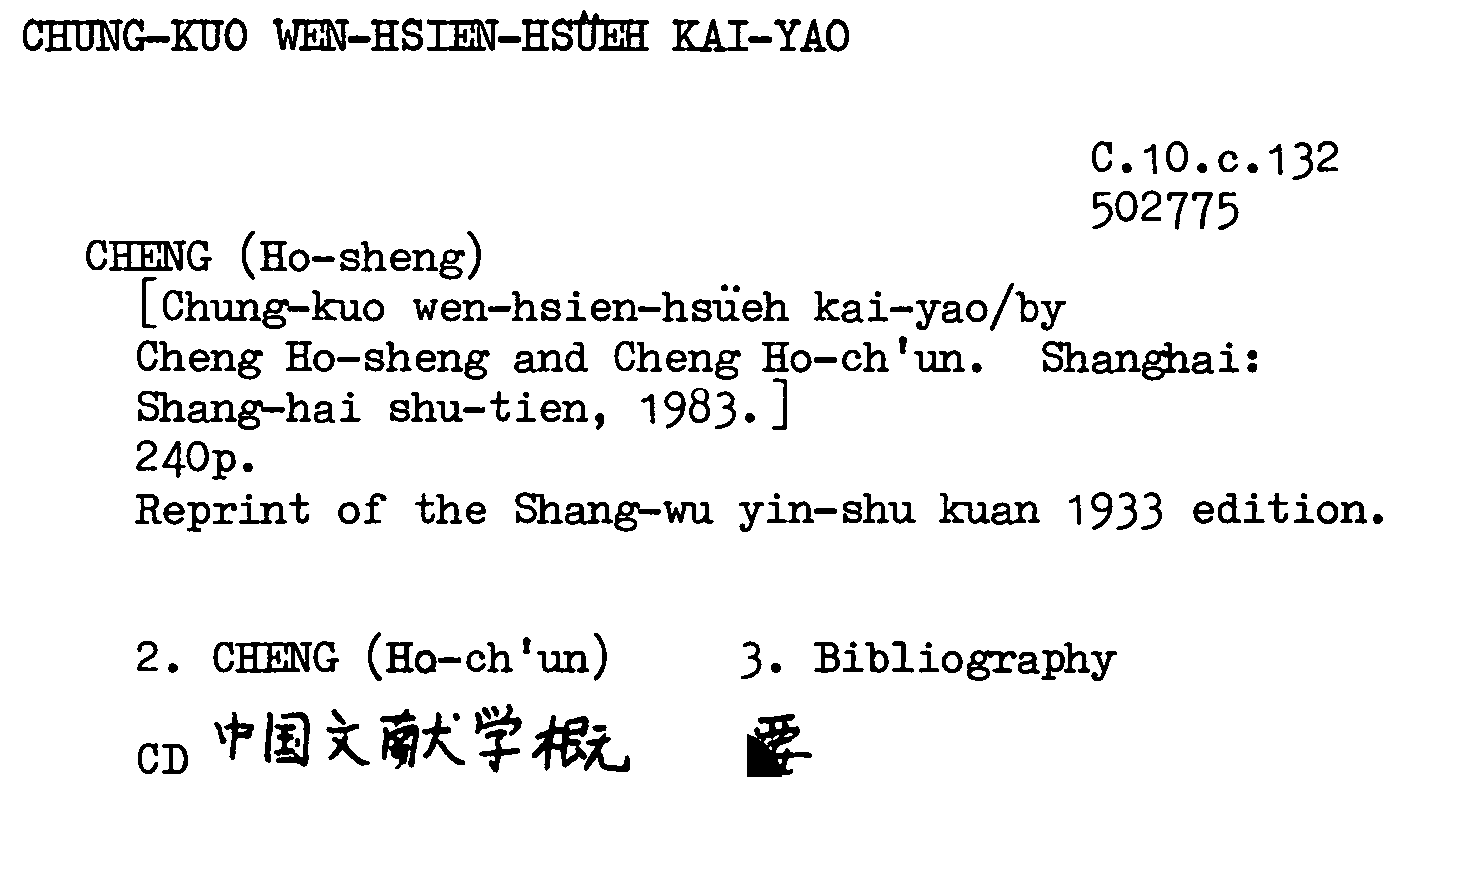 CHUNG-KUO WEN-HSIEN-HSÜEH KAI-YAO
C.10.c.132
502775
CHENG (Ho-sheng)
[Chung-kuo wen-hsien-hsüeh kai-yao/by
Cheng Ho-sheng and Cheng Ho-ch'un. Shanghai:
Shang-hai shu-tien, 1983.]
240p.
Reprint of the Shang-wu yin-shu kuan 1933 edition.
2. CHENG (Ho-ch'un) 3. Bibliography
CD 中国文献学概 要